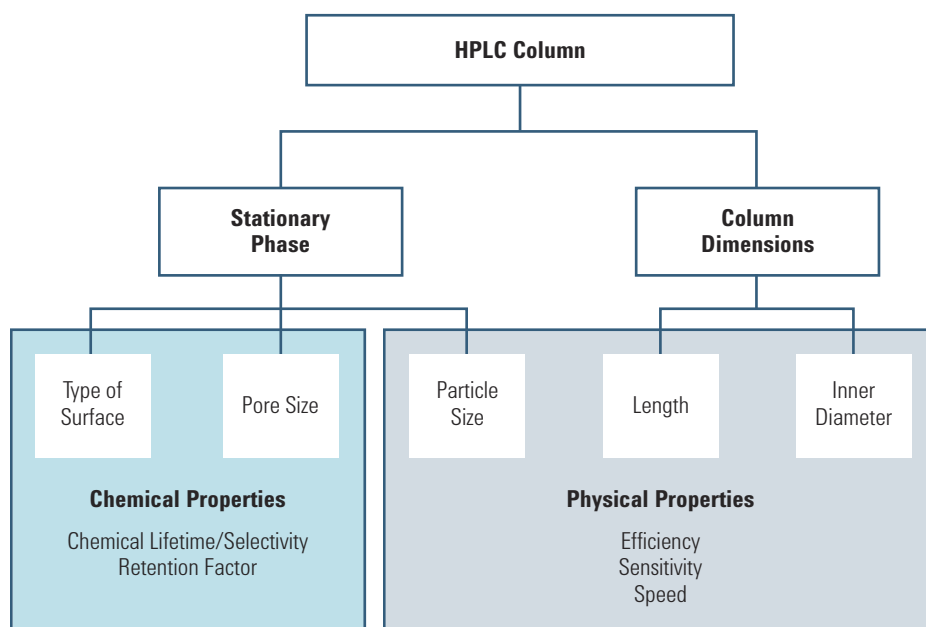 HPLC Column
Stationary
Phase
Column
Dimensions
Type of
Surface
Pore Size
Particle
Size
Length
Inner
Diameter
Chemical Properties
Chemical Lifetime/Selectivity
Retention Factor
Physical Properties
Efficiency
Sensitivity
Speed